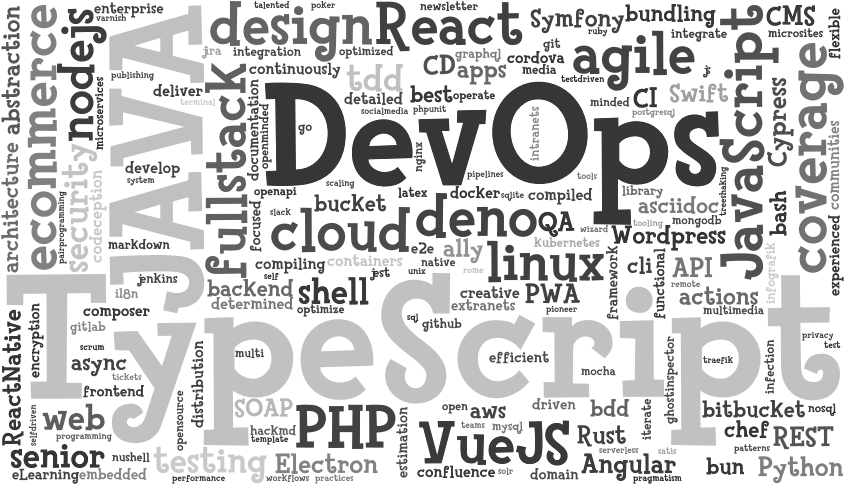 enterprise
varnish
talented
poker
newsletter
design
React
Symfony
bundling
CMS
ruby
microsites
flexible
architecture abstraction
ecommerce
nodejs
JAVA
jira
integration
optimized
continuously
git
graphql
CD
apps
cordova
media
agile
integrate
js
JavaScript
publishing
deliver
terminal
microservices
fullstack
documentation
openminded
tdd
detailed
socialmedia
best
operate
phpunit
testdriven
minded
CI
Swift
postgresql
Cypress
coverage
DevOps
go
intranets
nginx
pipelines
tools
security
codeception
pairprogramming
develop
system
openapi
scaling
latex
docker
sqlite
compiled
library
treeshaking
communities
experienced
focused
slack
bucket
cloud
deno
QA
wizard
asciidoc
tooling
mongodb
bash
markdown
e2e
ally
Kubernetes
Wordpress
compiling
containers
native
linux
cli
API
functional
infografik
self
jest
unix
rome
remote
jenkins
backend
determined
shell
optimize
creative
extranets
PWA
pioneer
framework
actions
multimedia
il8n
composer
gitlab
sql
github
TypeScript
ReactNative
encryption
scrum
async
tickets
frontend
multi
efficient
mocha
traefik
privacy
test
infection
ghostinspector
distribution
opensource
selfdriven
web
programming
SOAP
hackmd
template
PHP
estimation
open
aws
teams
mysql
driven
bdd
iterate
bitbucket
nosql
VueJS
Rust
serverless
satis
chef
patterns
REST
senior
nushell
testing
Electron
confluence
solr
domain
Angular
pragmatism
bun
Python
eLearning
embedded
performance
workflows
practices